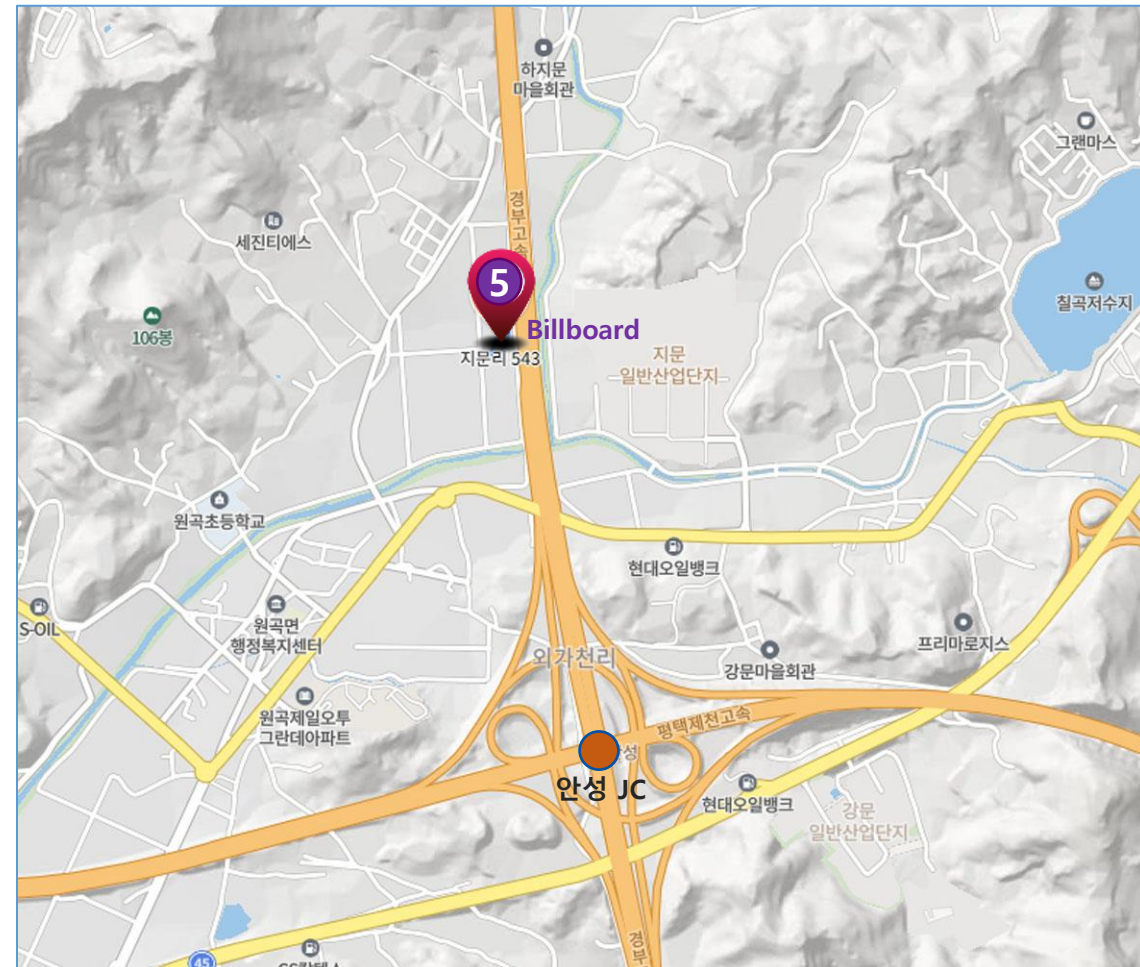 하지문
마을회관
그랜마스
경부고속
세진티에스
칠곡저수지
5
106봉
Billboard
지문리 543
지문
일반산업단지
원곡초등학교
현대오일뱅크
S-OIL
원곡면
행정복지센터
프리마로지스
외가천리
강문마을회관
원곡제일오투
그란데아파트
평택제천고속
안성 JC
현대오일뱅크
강문
일반산업단지
경부
45